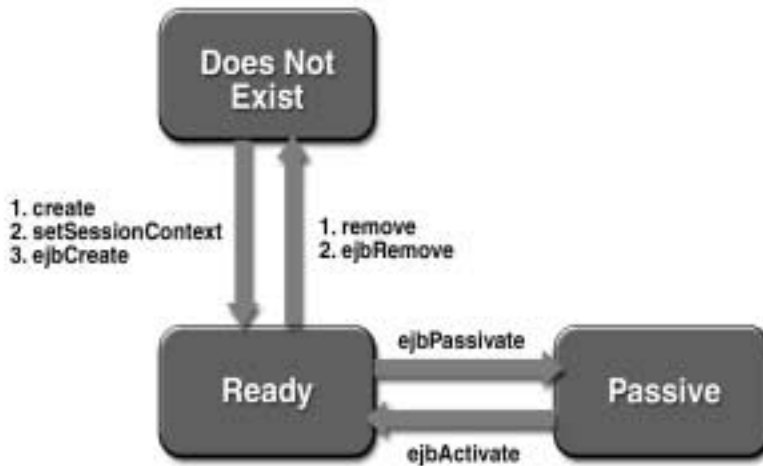 Does Not
Exist
1. create
2. setSessionContext
3. ejbCreate
1. remove
2. ejbRemove
ejbPassivate
Ready
Passive
ejbActivate